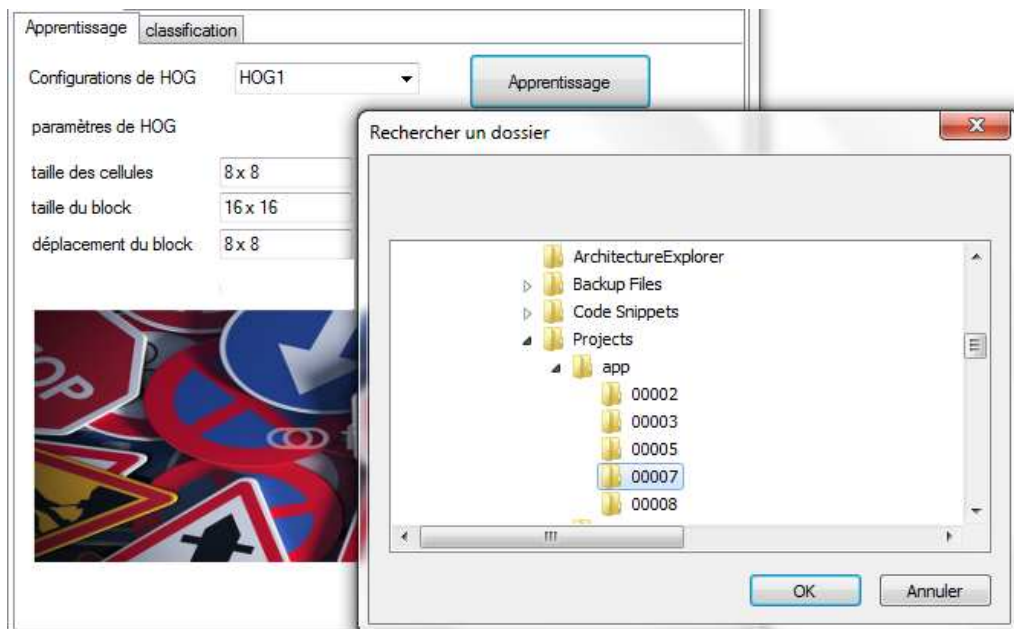 Apprentissage classification
Configurations de HOG HOG1 Apprentissage
paramètres de HOG
taille des cellules 8 x 8
taille du block 16 x 16
déplacement du block 8 x 8
OP
Rechercher un dossier
ArchitectureExplorer
Backup Files
Code Snippets
Projects
app
00002
00003
00005
00007
00008
OK Annuler